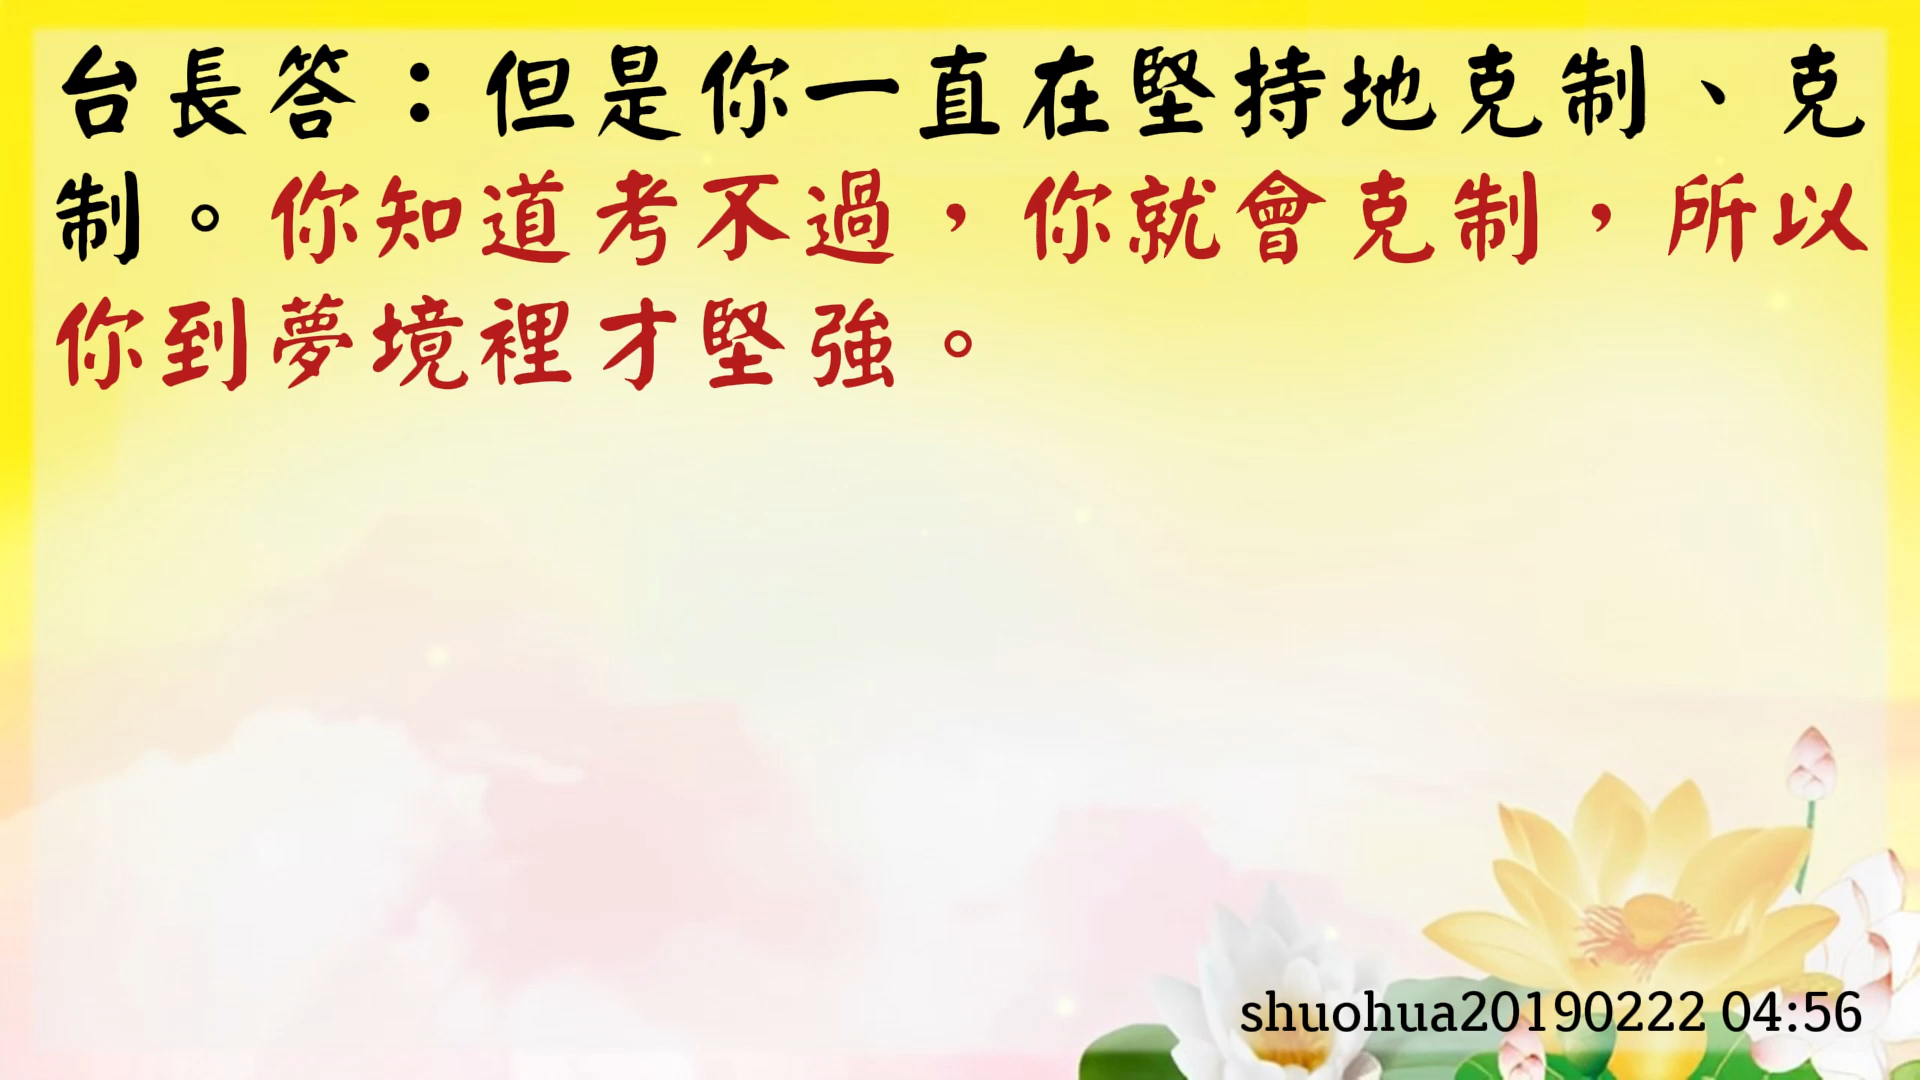 台長答：但是你一直在堅持地克制、克
制。你知道考不過，你就會克制，所以
你到夢境裡才堅強。
shuohua20190222 04:56